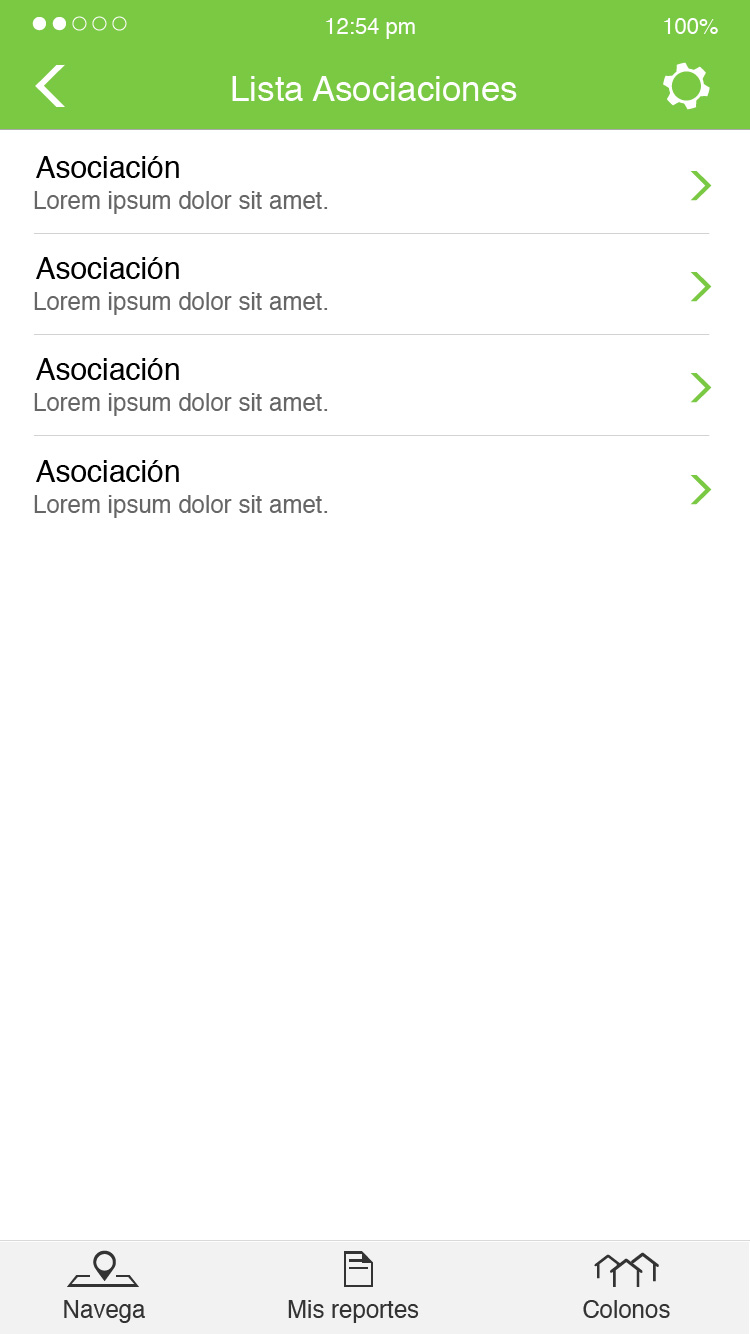 12:54 pm
100%
Lista Asociaciones
Asociación
Lorem ipsum dolor sit amet.
Asociación
Lorem ipsum dolor sit amet.
Asociación
Lorem ipsum dolor sit amet.
Asociación
Lorem ipsum dolor sit amet.
Navega
Mis reportes
Colonos